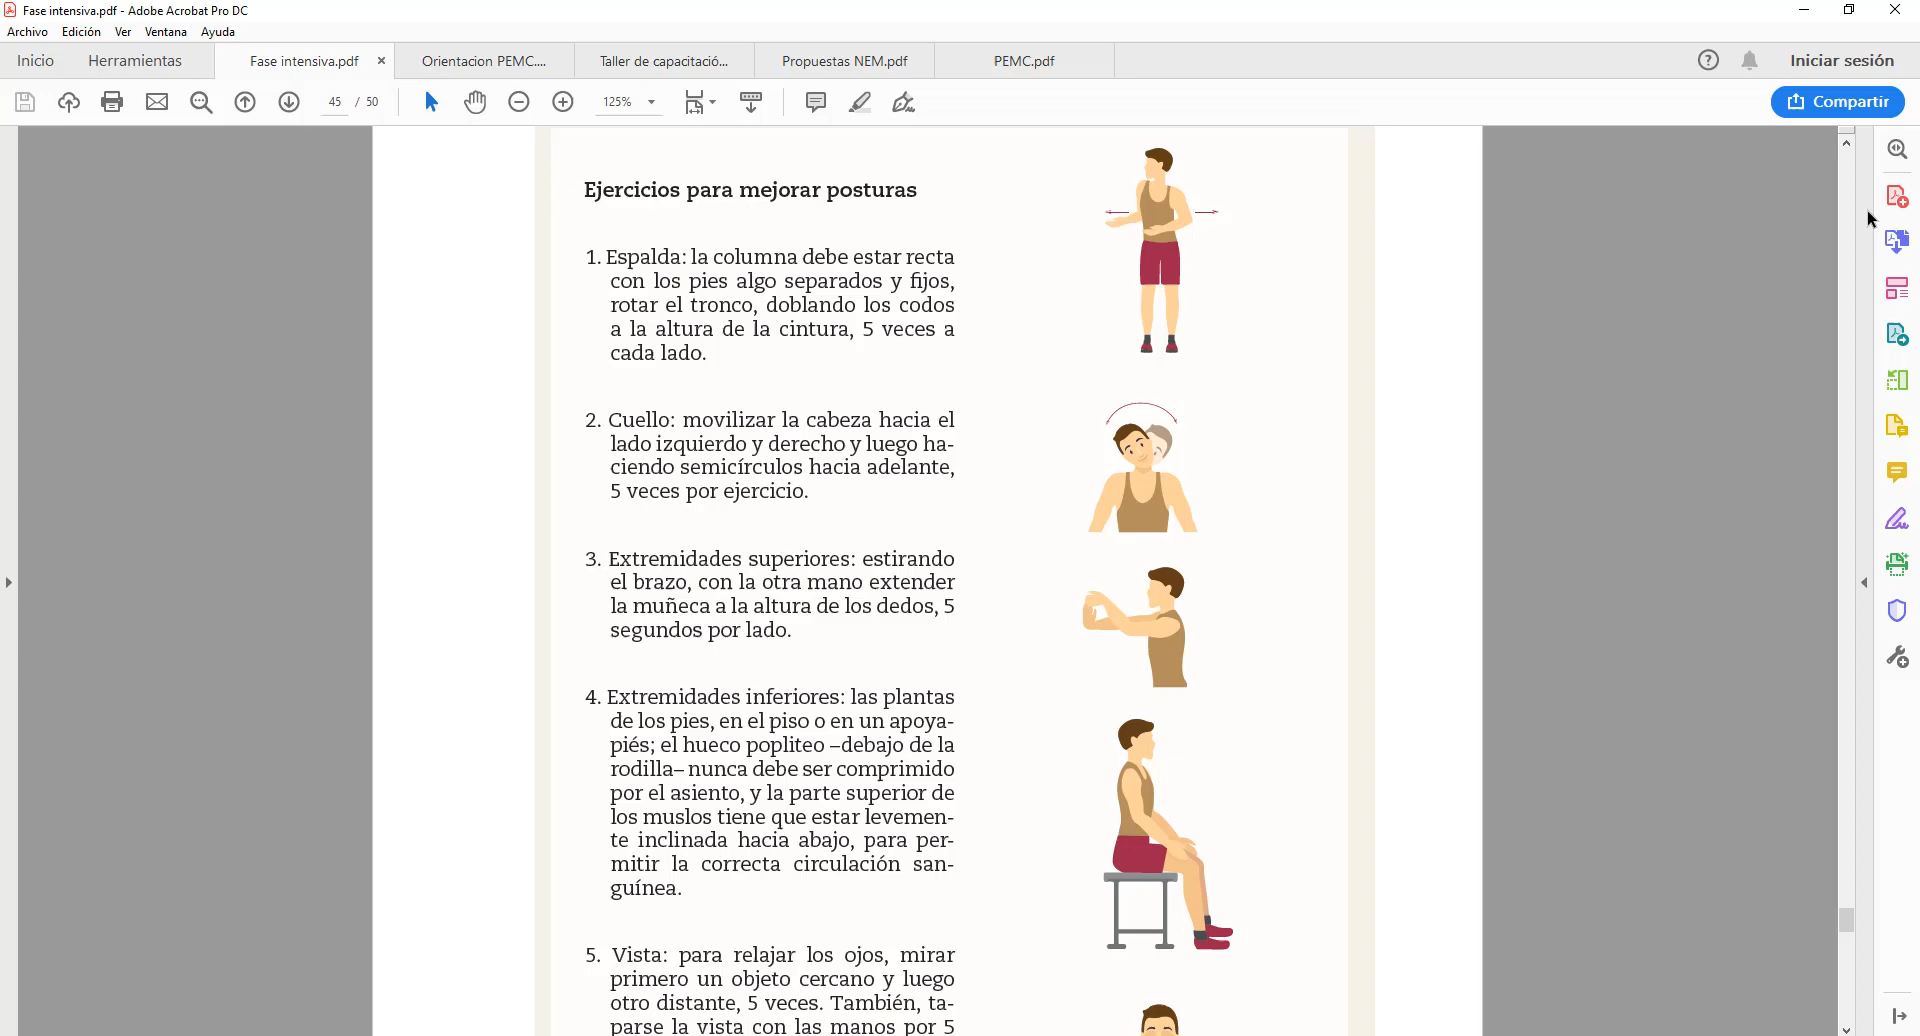 Fase intensiva.pdf - Adobe Acrobat Pro DC
Archivo Edición Ver Ventana Ayuda
Inicio Herramientas Fase intensiva.pdf × Orientacion PEMC.... Taller de capacitació... Propuestas NEM.pdf PEMC.pdf Iniciar sesión
45 / 50 125% Compartir
Ejercicios para mejorar posturas
1. Espalda: la columna debe estar recta
con los pies algo separados y fijos,
rotar el tronco, doblando los codos
a la altura de la cintura, 5 veces a
cada lado.
2. Cuello: movilizar la cabeza hacia el
lado izquierdo y derecho y luego ha-
ciendo semicírculos hacia adelante,
5 veces por ejercicio.
3. Extremidades superiores: estirando
el brazo, con la otra mano extender
la muñeca a la altura de los dedos, 5
segundos por lado.
4. Extremidades inferiores: las plantas
de los pies, en el piso o en un apoya-
piés; el hueco popliteo –debajo de la
rodilla– nunca debe ser comprimido
por el asiento, y la parte superior de
los muslos tiene que estar levemen-
te inclinada hacia abajo, para per-
mitir la correcta circulación san-
guínea.
5. Vista: para relajar los ojos, mirar
primero un objeto cercano y luego
otro distante, 5 veces. También, ta-
parse la vista con las manos por 5